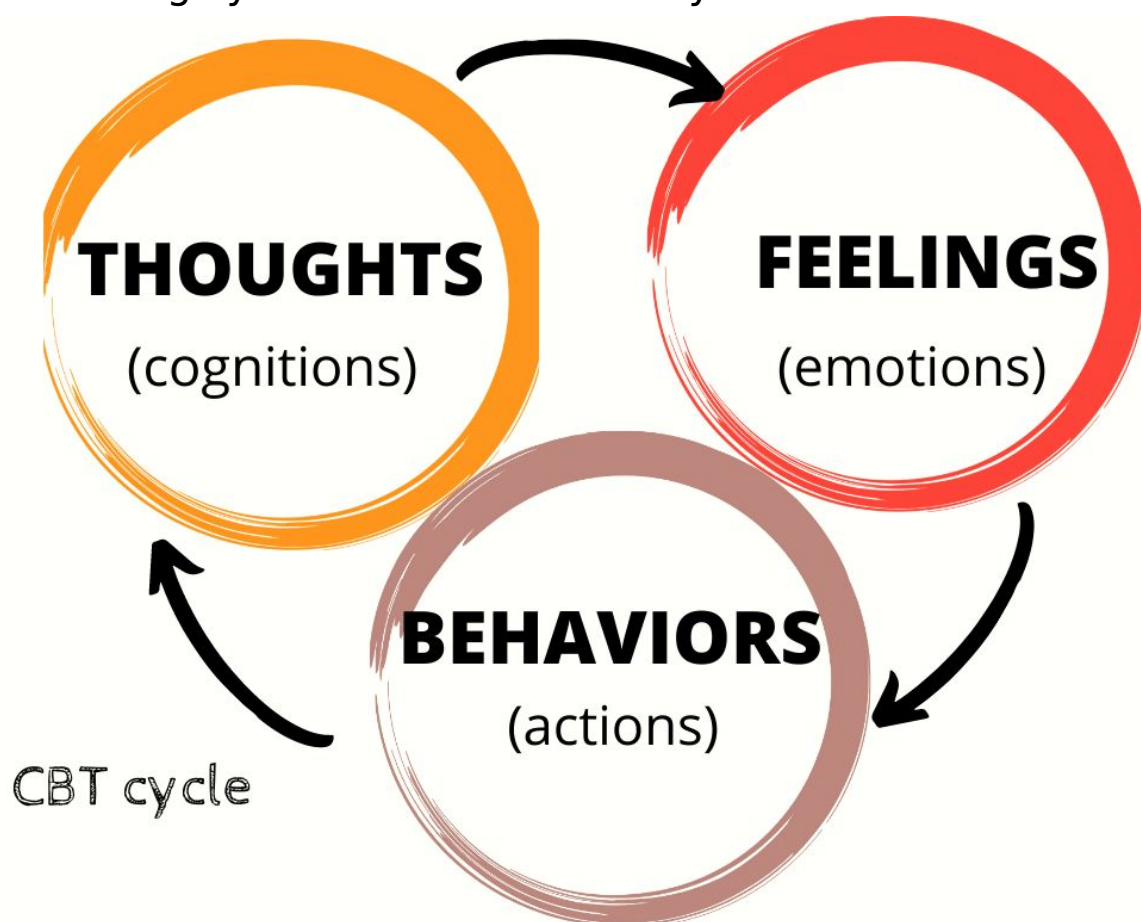 THOUGHTS
(cognitions)
FEELINGS
(emotions)
BEHAVIORS
(actions)
CBT cycle